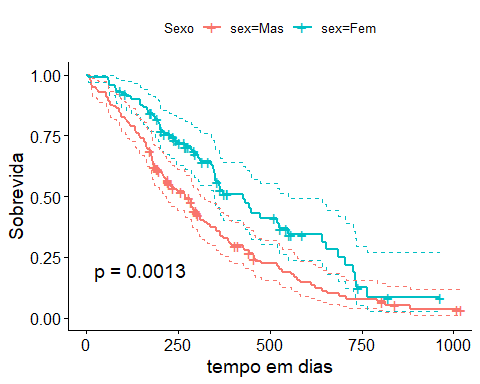 Sexo sex=Mas sex=Fem
1.00
0.75
0.50
0.25
0.00
Sobrevida
p = 0.0013
0 250 500 750 1000
tempo em dias